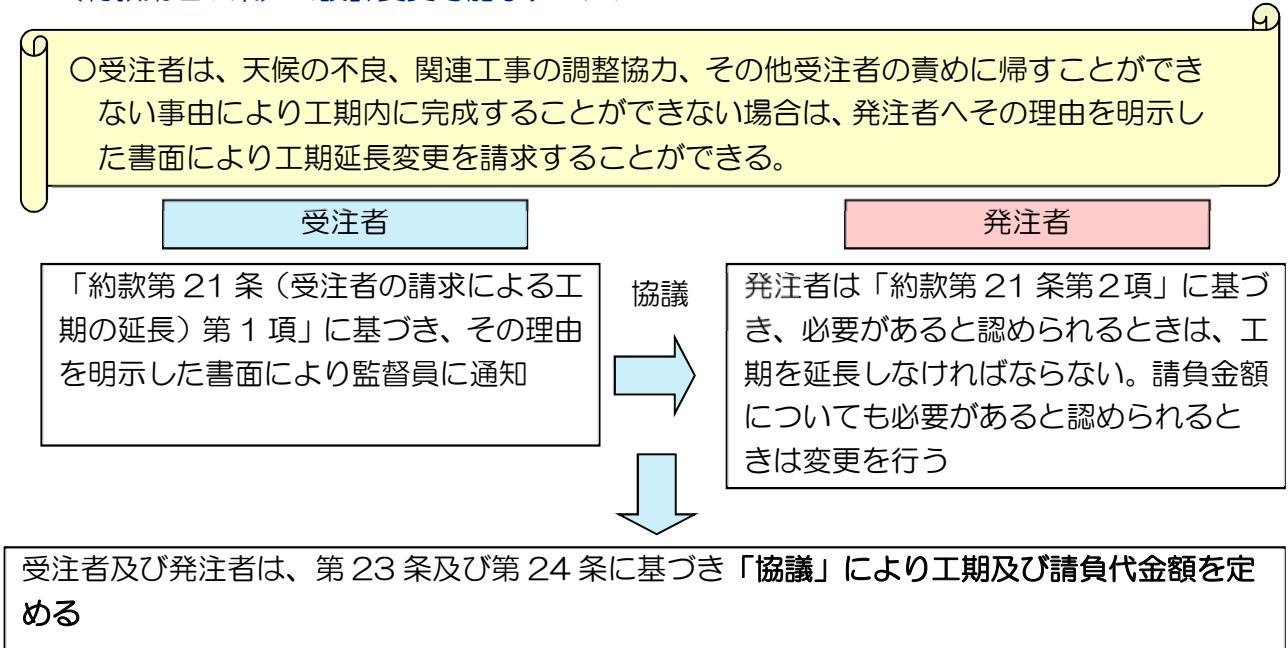 〇受注者は、天候の不良、関連工事の調整協力、その他受注者の責めに帰すことができ
ない事由により工期内に完成することができない場合は、発注者へその理由を明示し
た書面により工期延長変更を請求することができる。
受注者
発注者
「約款第 21 条（受注者の請求による工
期の延長）第 1 項」に基づき、その理由
を明示した書面により監督員に通知
協議
発注者は「約款第 21 条第２項」に基づ
き、必要があると認められるときは、工
期を延長しなければならない。請負金額
についても必要があると認められると
きは変更を行う
受注者及び発注者は、第 23 条及び第 24 条に基づき「協議」により工期及び請負代金額を定
める